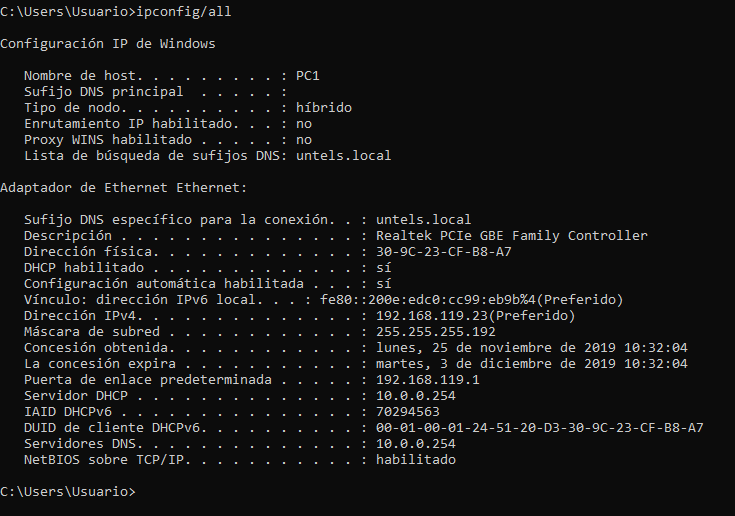 C:\Users\Usuario>ipconfig/all
Configuración IP de Windows
Nombre de host. . . . . . . . . : PC1
Sufijo DNS principal  . . . . . :
Tipo de nodo. . . . . . . . . . : híbrido
Enrutamiento IP habilitado. . . : no
Proxy WINS habilitado . . . . . : no
Lista de búsqueda de sufijos DNS: untels.local
Adaptador de Ethernet Ethernet:
Sufijo DNS específico para la conexión. . : untels.local
Descripción . . . . . . . . . . . . . . . : Realtek PCIe GBE Family Controller
Dirección física. . . . . . . . . . . . . : 30-9C-23-CF-B8-A7
DHCP habilitado . . . . . . . . . . . . . : sí
Configuración automática habilitada . . . : sí
Vínculo: dirección IPv6 local. . . : fe80::200e:edc0:cc99:eb9b%4(Preferido)
Dirección IPv4. . . . . . . . . . . . . . : 192.168.119.23(Preferido)
Máscara de subred . . . . . . . . . . . . : 255.255.255.192
Concesión obtenida. . . . . . . . . . . . : lunes, 25 de noviembre de 2019 10:32:04
La concesión expira . . . . . . . . . . . : martes, 3 de diciembre de 2019 10:32:04
Puerta de enlace predeterminada . . . . . : 192.168.119.1
Servidor DHCP . . . . . . . . . . . . . . : 10.0.0.254
IAID DHCPv6 . . . . . . . . . . . . . . . : 70294563
DUID de cliente DHCPv6. . . . . . . . . . : 00-01-00-01-24-51-20-D3-30-9C-23-CF-B8-A7
Servidores DNS. . . . . . . . . . . . . . : 10.0.0.254
NetBIOS sobre TCP/IP. . . . . . . . . . . : habilitado
C:\Users\Usuario>